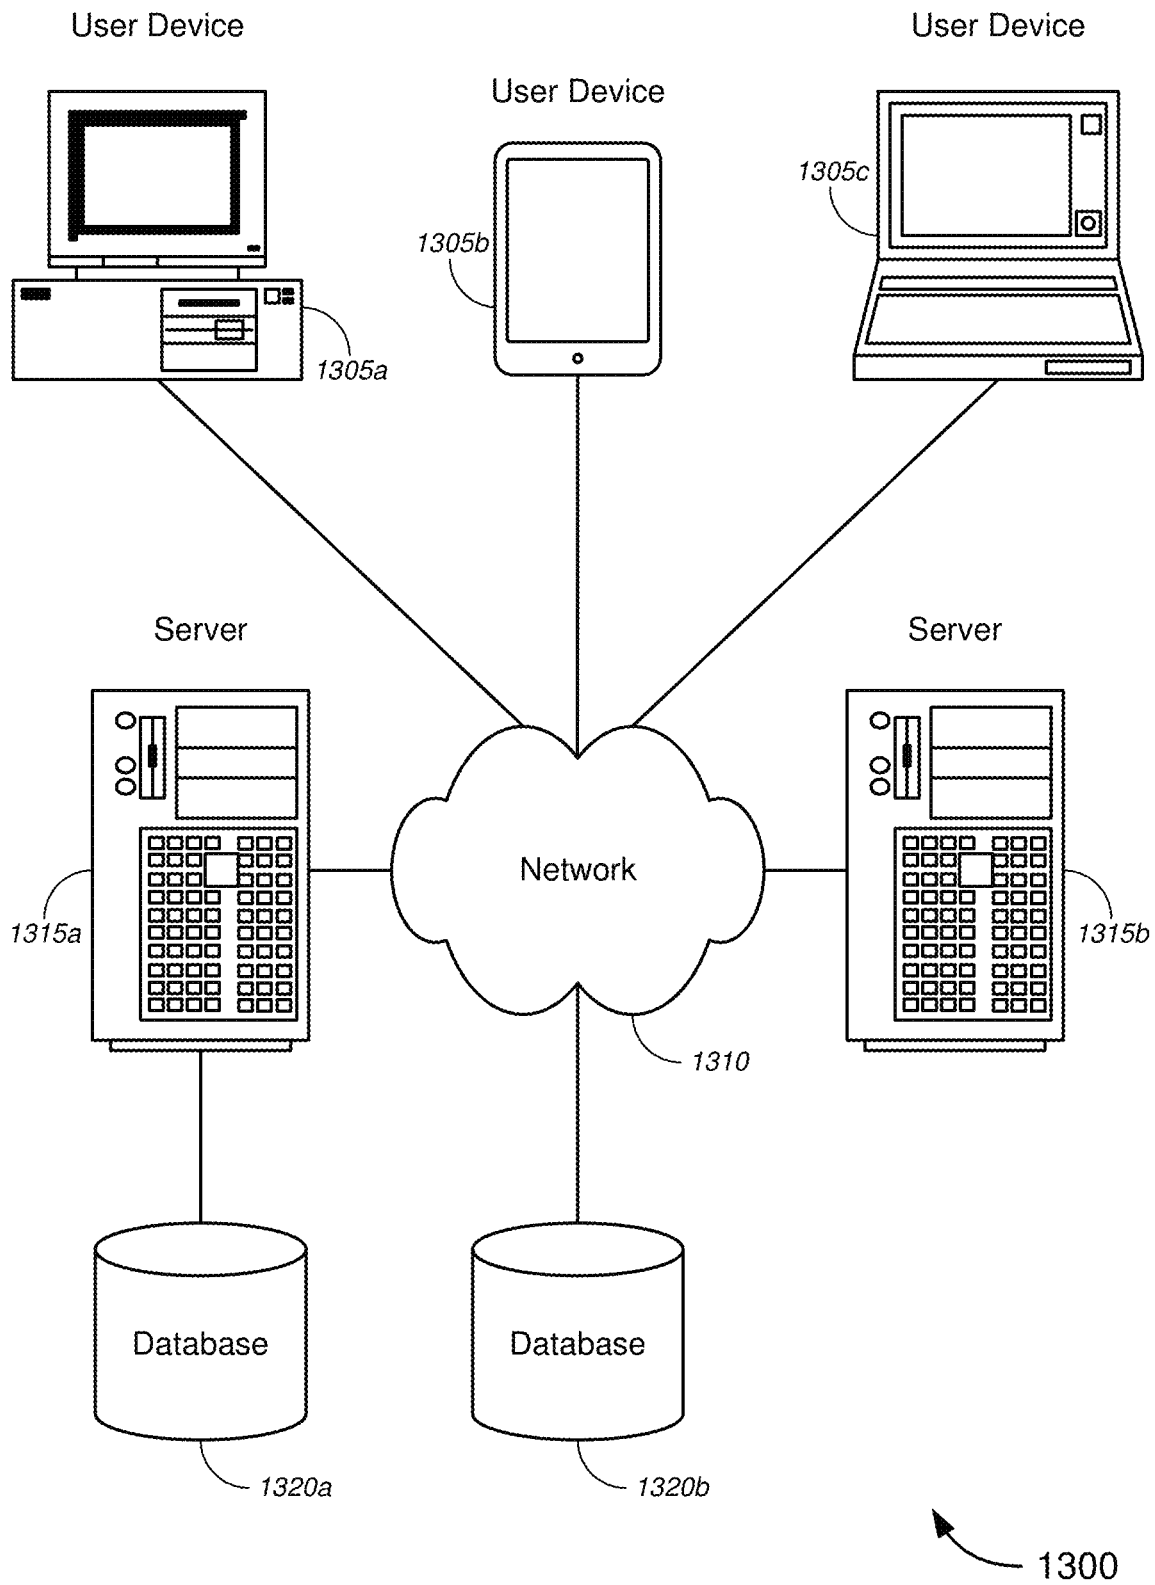 User Device
User Device
User Device
1305c
1305b
1305a
Server
Server
Network
1315a
1315b
1310
Database
Database
1320a
1320b
1300